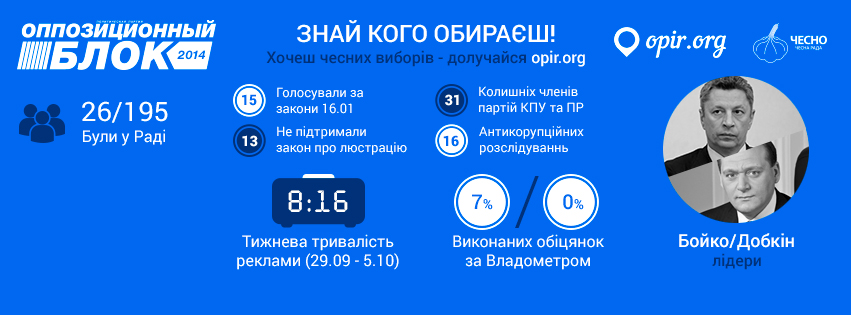 ОППОЗИЦИОННЫЙ
БЛОК 2014
ЗНАЙ КОГО ОБИРАЄШ!
Хочеш чесних виборів - долучайся opir.org
opir.org
ЧЕСНО
ЧЕСНА РАДА
26/195
Були у Раді
15
Голосували за
закони 16.01
31
Колишніх членів
партій КПУ та ПР
13
Не підтримали
закон про люстрацію
16
Антикорупційних
розслідуваннь
8:16
Тижнева тривалість
реклами (29.09 - 5.10)
7% / 0%
Виконаних обіцянок
за Владометром
Бойко/Добкін
лідери